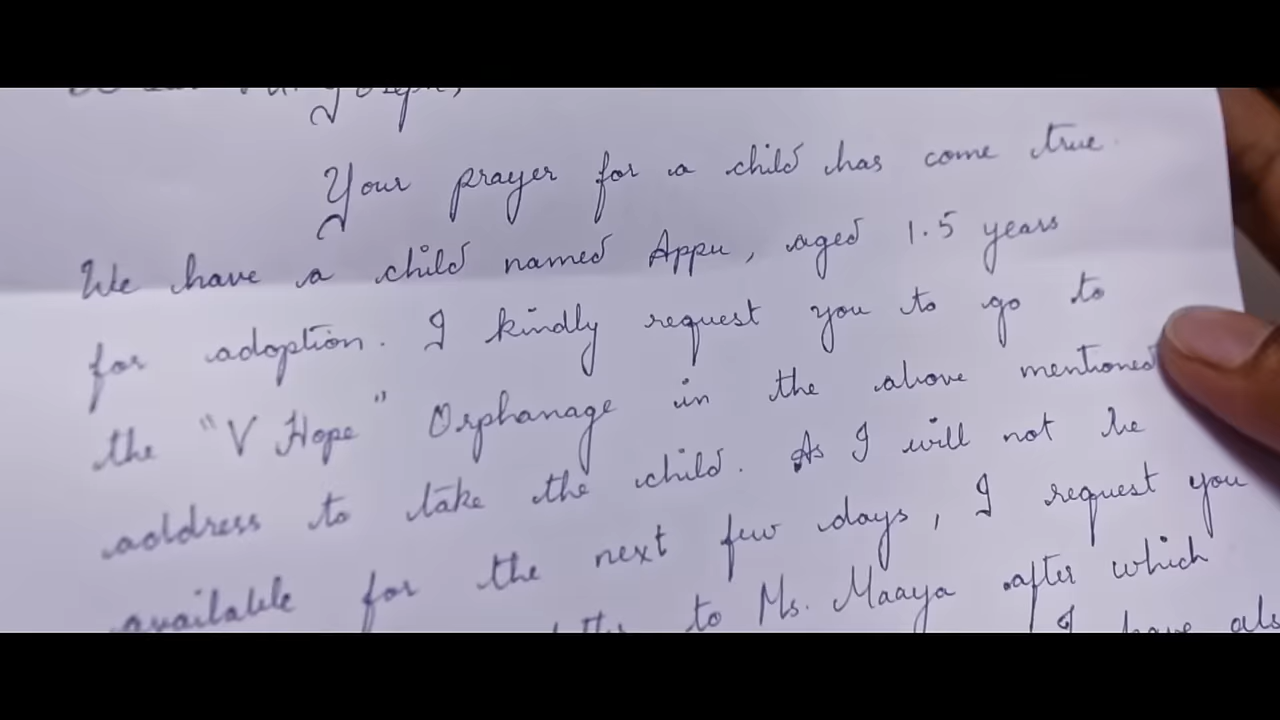 Your prayer for a child has come true.
We have a child named Appu, aged 1.5 years
for adoption. I kindly request you to go to
the "V Hope" Orphanage in the above mentioned
address to take the child. As I will not be
available for the next few days, I request you
to Ms. Maaya after which
I have